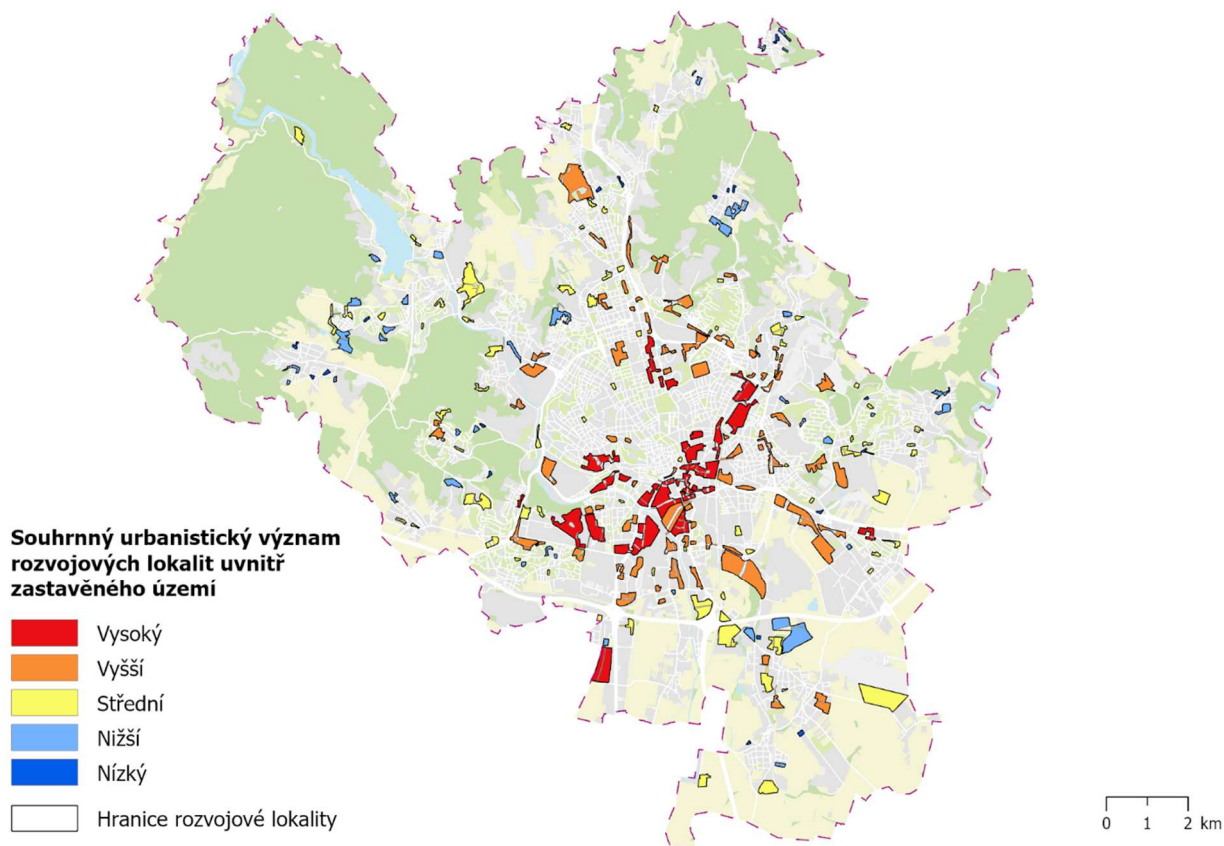 Souhrnný urbanistický význam
rozvojových lokalit uvnitř
zastavěného území
Vysoký
Vyšší
Střední
Nižší
Nízký
Hranice rozvojové lokality
0 1 2 km